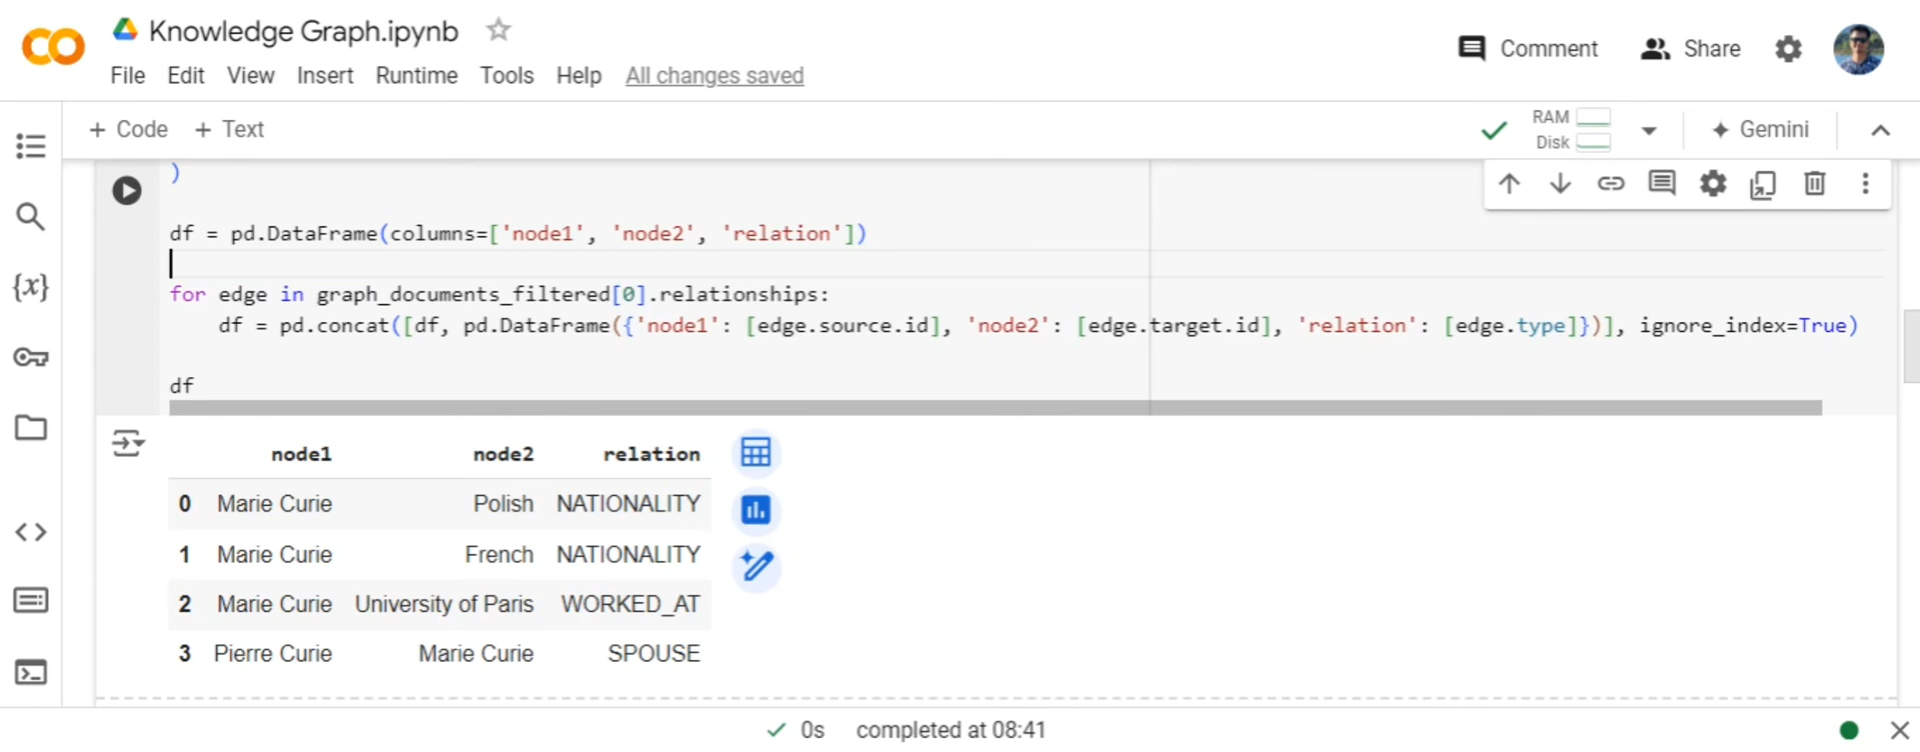 Knowledge Graph.ipynb
Comment
Share
File Edit View Insert Runtime Tools Help All changes saved
+ Code + Text
RAM
Disk
Gemini
)
df = pd.DataFrame(columns=['node1', 'node2', 'relation'])
for edge in graph_documents_filtered[0].relationships:
    df = pd.concat([df, pd.DataFrame({'node1': [edge.source.id], 'node2': [edge.target.id], 'relation': [edge.type]})], ignore_index=True)
df
node1 node2 relation
0 Marie Curie Polish NATIONALITY
1 Marie Curie French NATIONALITY
2 Marie Curie University of Paris WORKED_AT
3 Pierre Curie Marie Curie SPOUSE
0s completed at 08:41